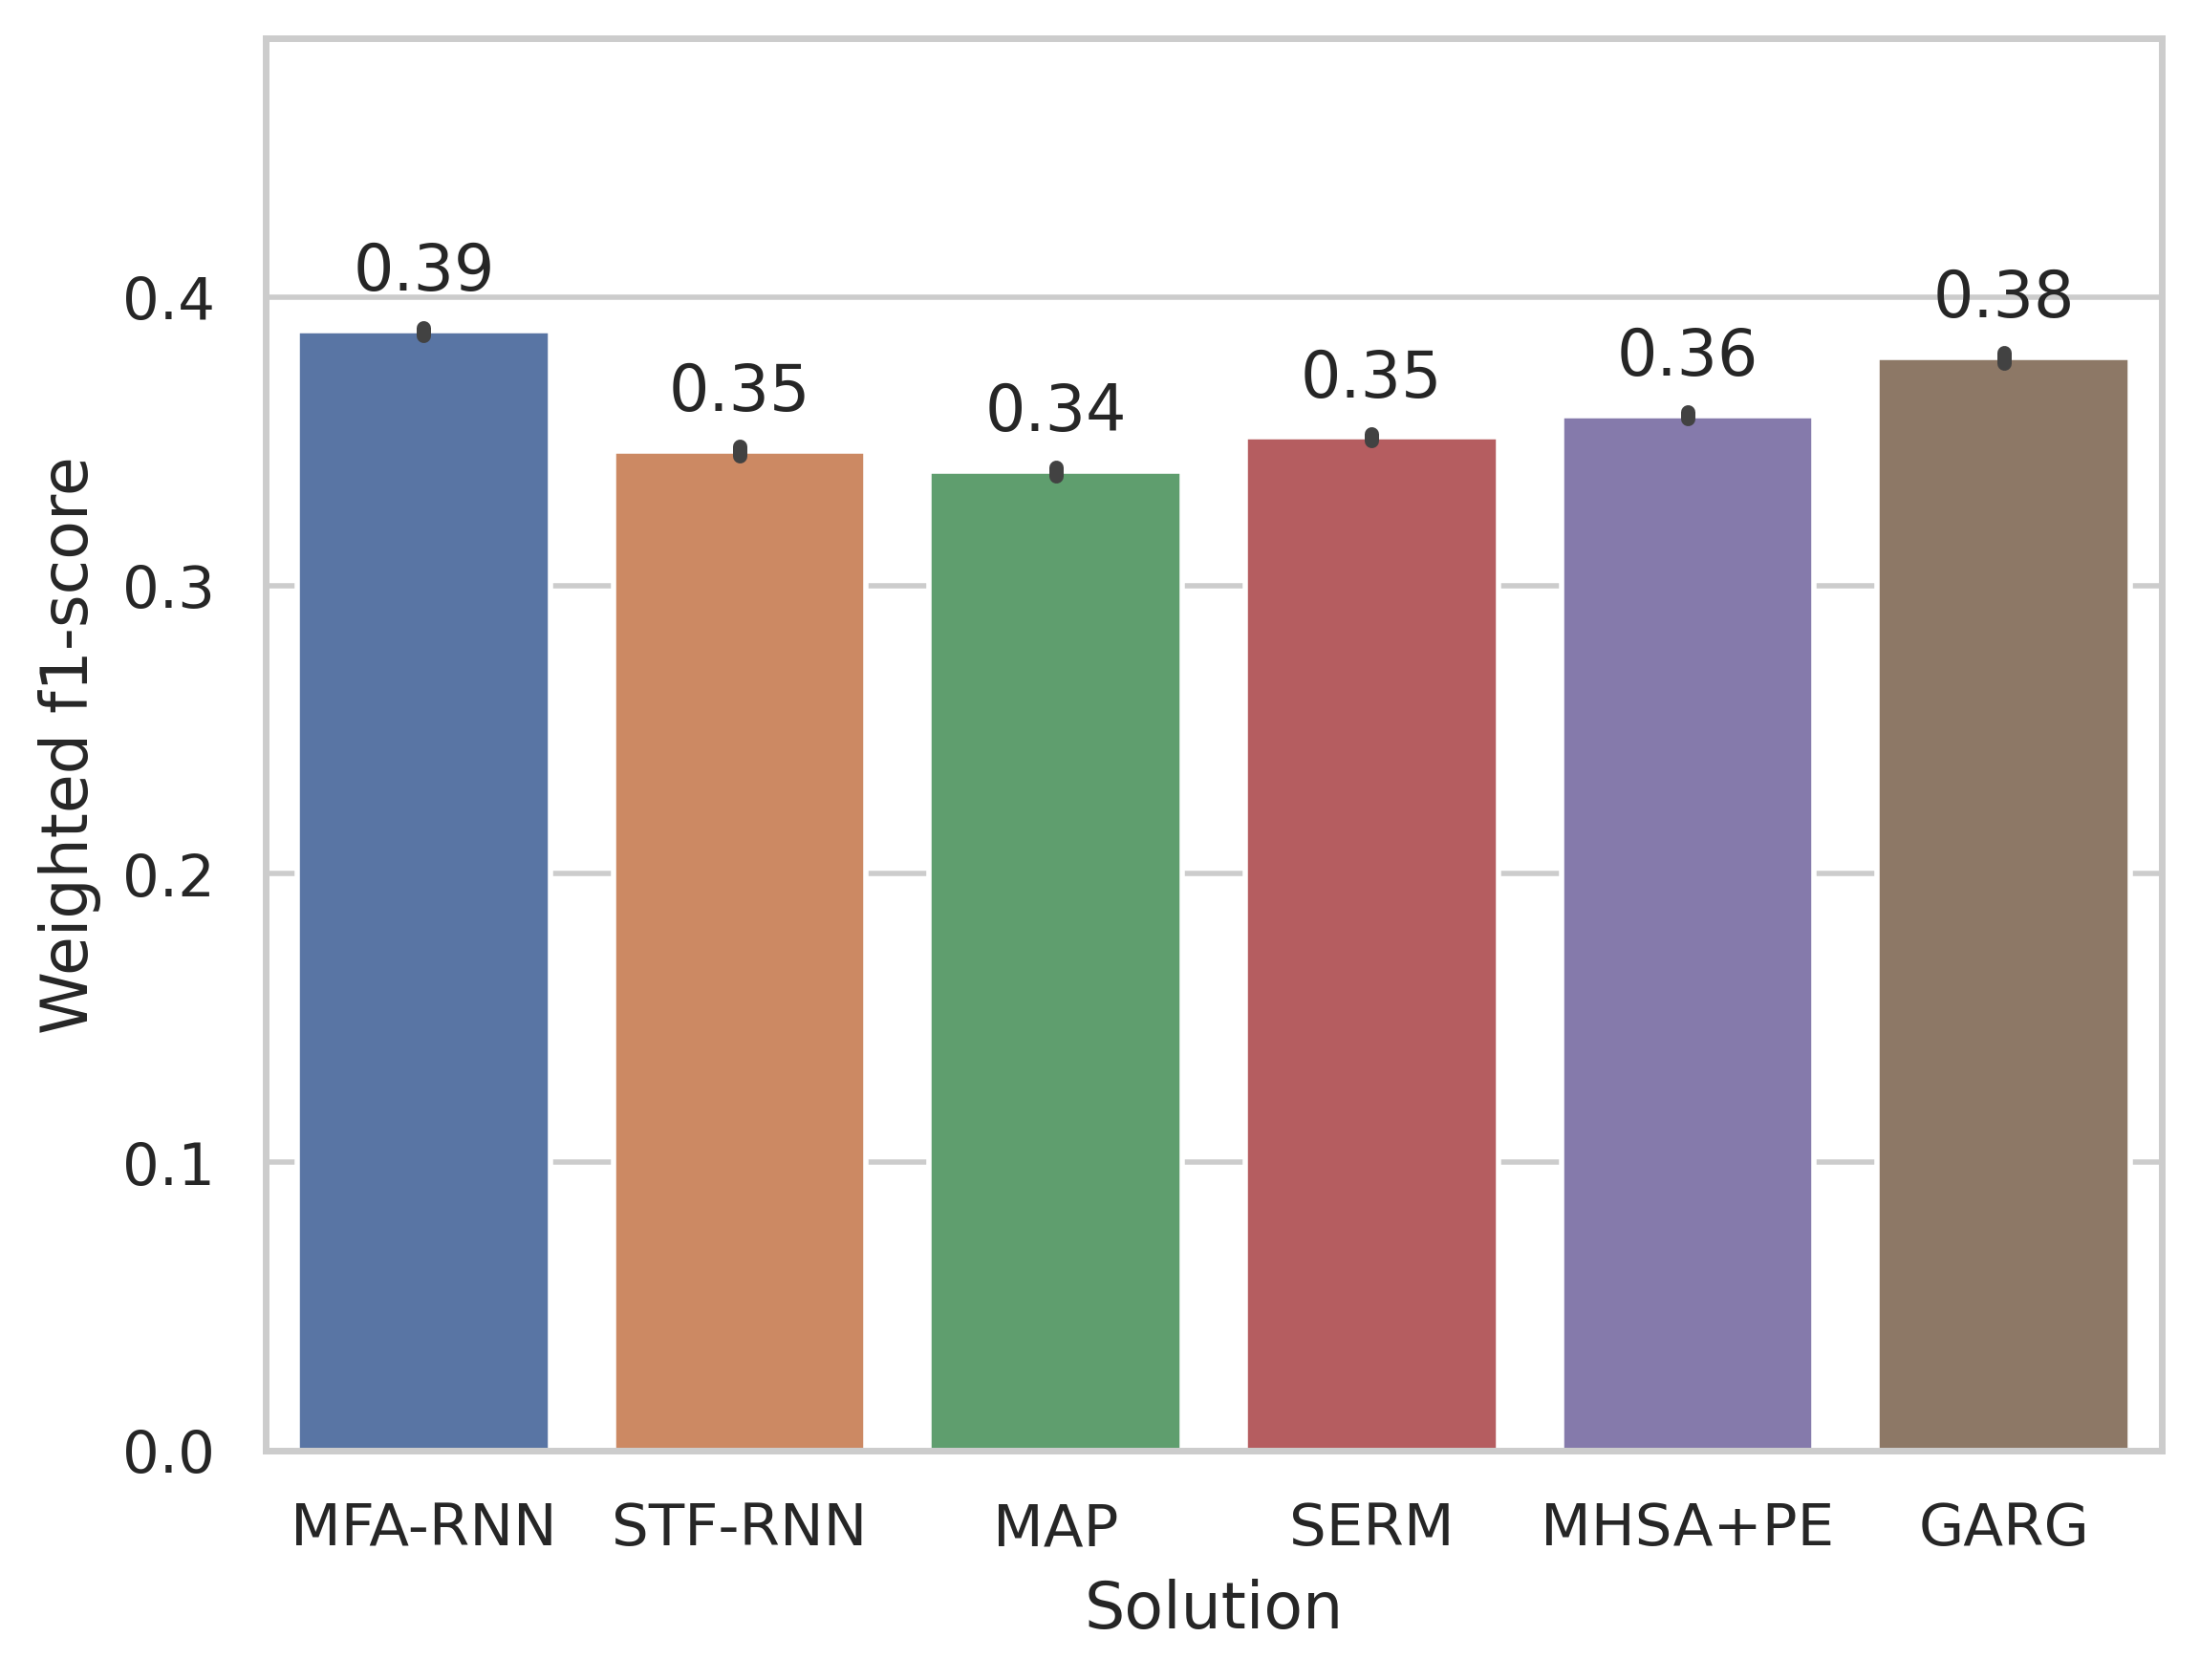 Weighted f1-score
0.4
0.3
0.2
0.1
0.0
0.39
0.35
0.34
0.35
0.36
0.38
MFA-RNN
STF-RNN
MAP
SERM
MHSA+PE
GARG
Solution